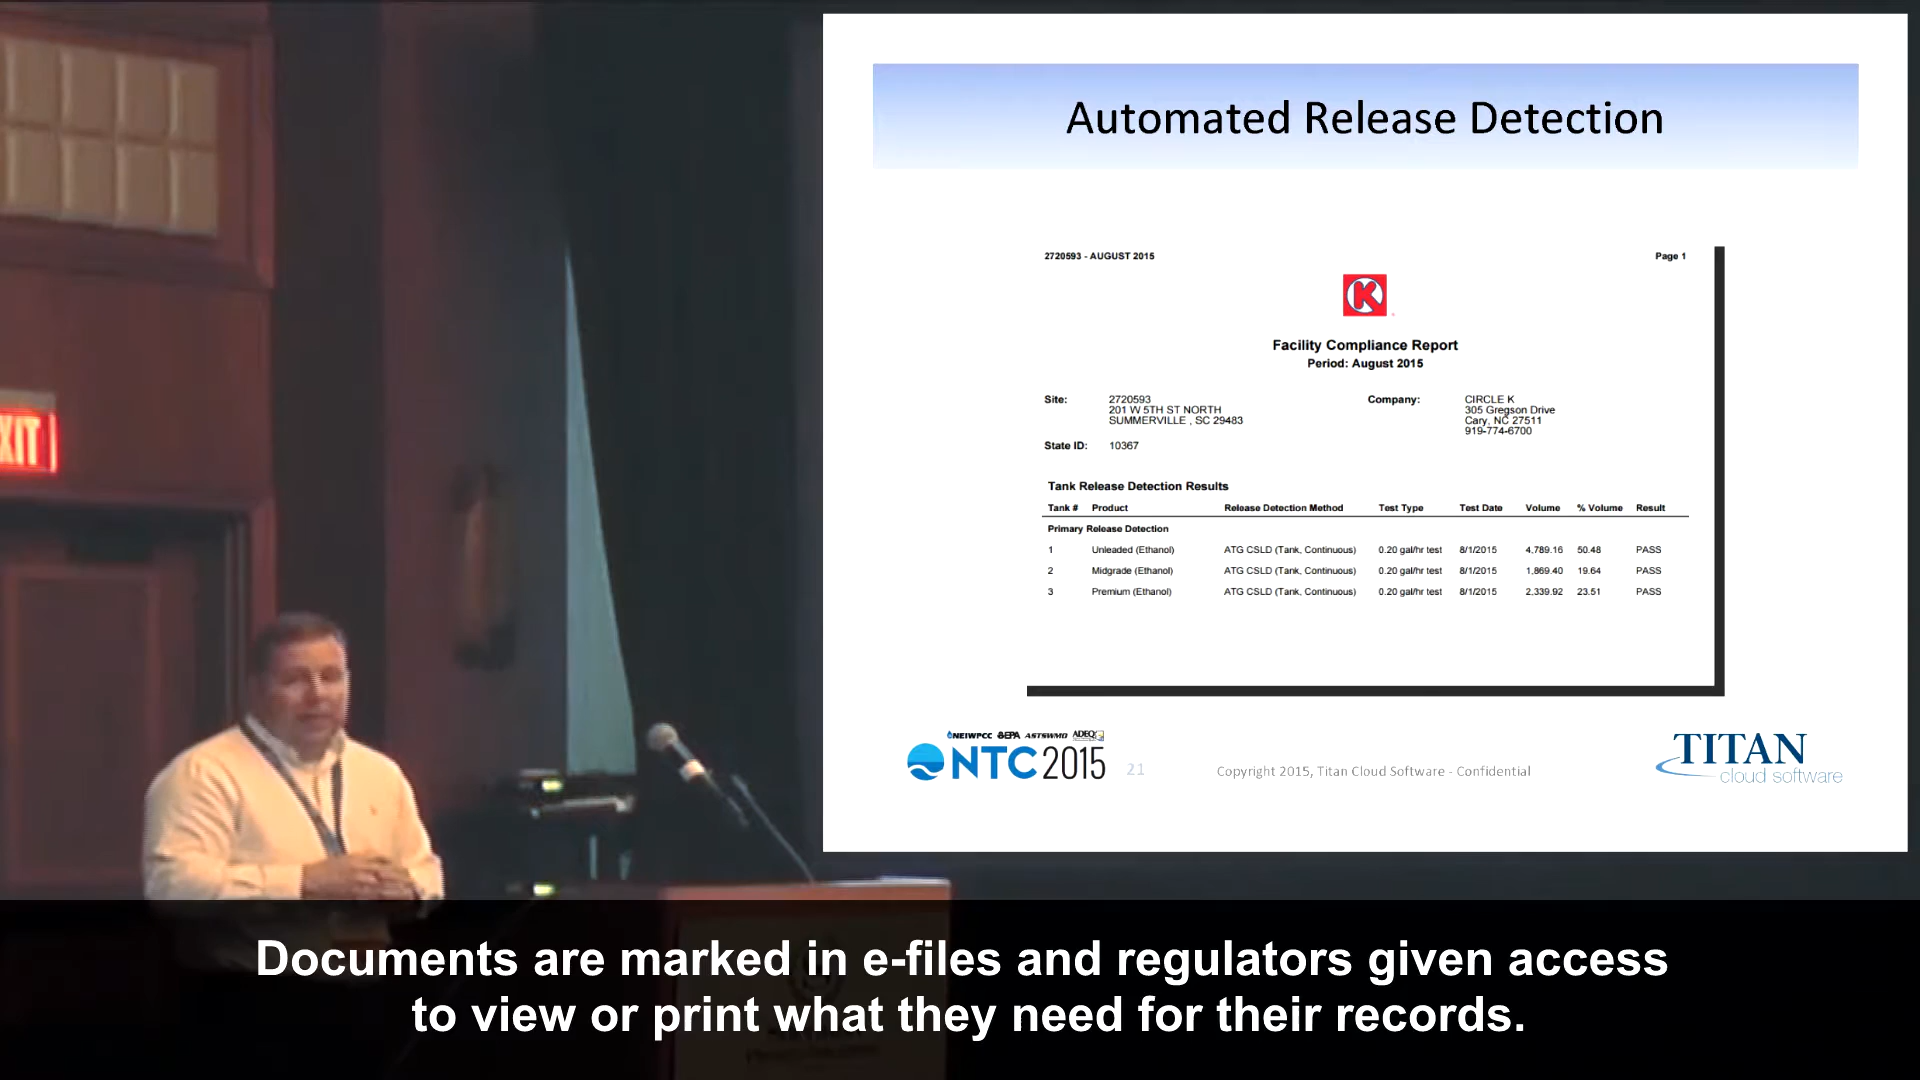 Automated Release Detection
2720593 - AUGUST 2015
Page 1
K
Facility Compliance Report
Period: August 2015
Site: 2720593
201 W 5TH ST NORTH
SUMMERVILLE , SC 29483
Company: CIRCLE K
305 Gregson Drive
Cary, NC 27511
919-774-6700
State ID: 10367
Tank Release Detection Results
Tank # Product Release Detection Method Test Type Test Date Volume % Volume Result
Primary Release Detection
1 Unleaded (Ethanol) ATG CSLD (Tank, Continuous) 0.20 gal/hr test 8/1/2015 4,789.16 50.48 PASS
2 Midgrade (Ethanol) ATG CSLD (Tank, Continuous) 0.20 gal/hr test 8/1/2015 1,869.40 19.64 PASS
3 Premium (Ethanol) ATG CSLD (Tank, Continuous) 0.20 gal/hr test 8/1/2015 2,339.92 23.51 PASS
XIT
NEIWPCC EPA ASTSWMO ADEQ
NTC2015
21
Copyright 2015, Titan Cloud Software - Confidential
TITAN
cloud software
Documents are marked in e-files and regulators given access
to view or print what they need for their records.